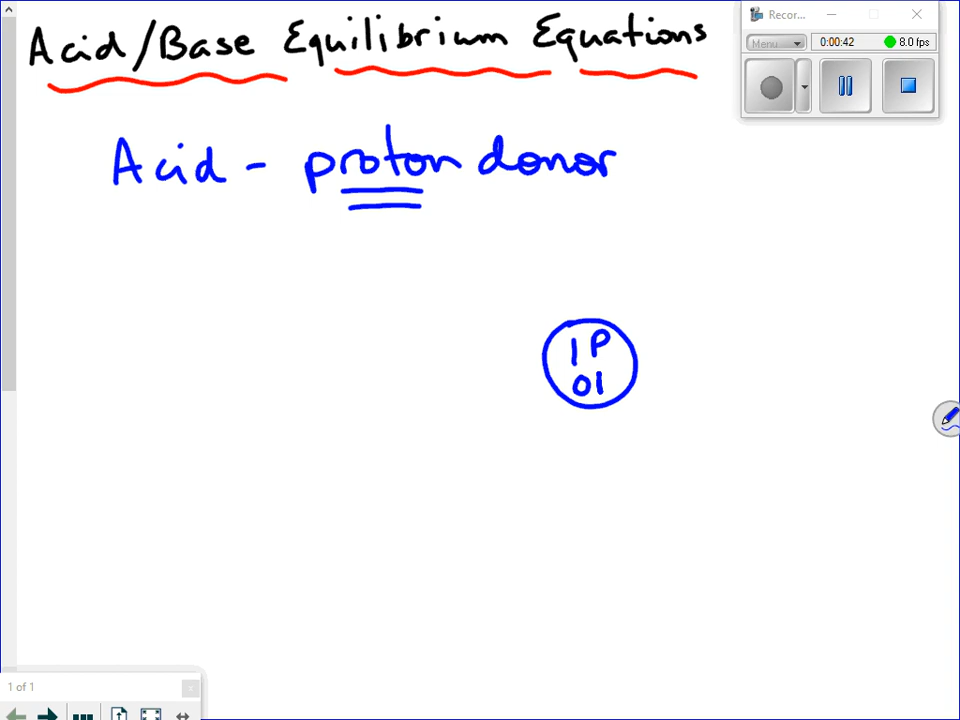 Acid/Base Equilibrium Equations
Recor...
Menu
0:00:42
8.0 fps
Acid - proton donor
1 P
01
1 of 1